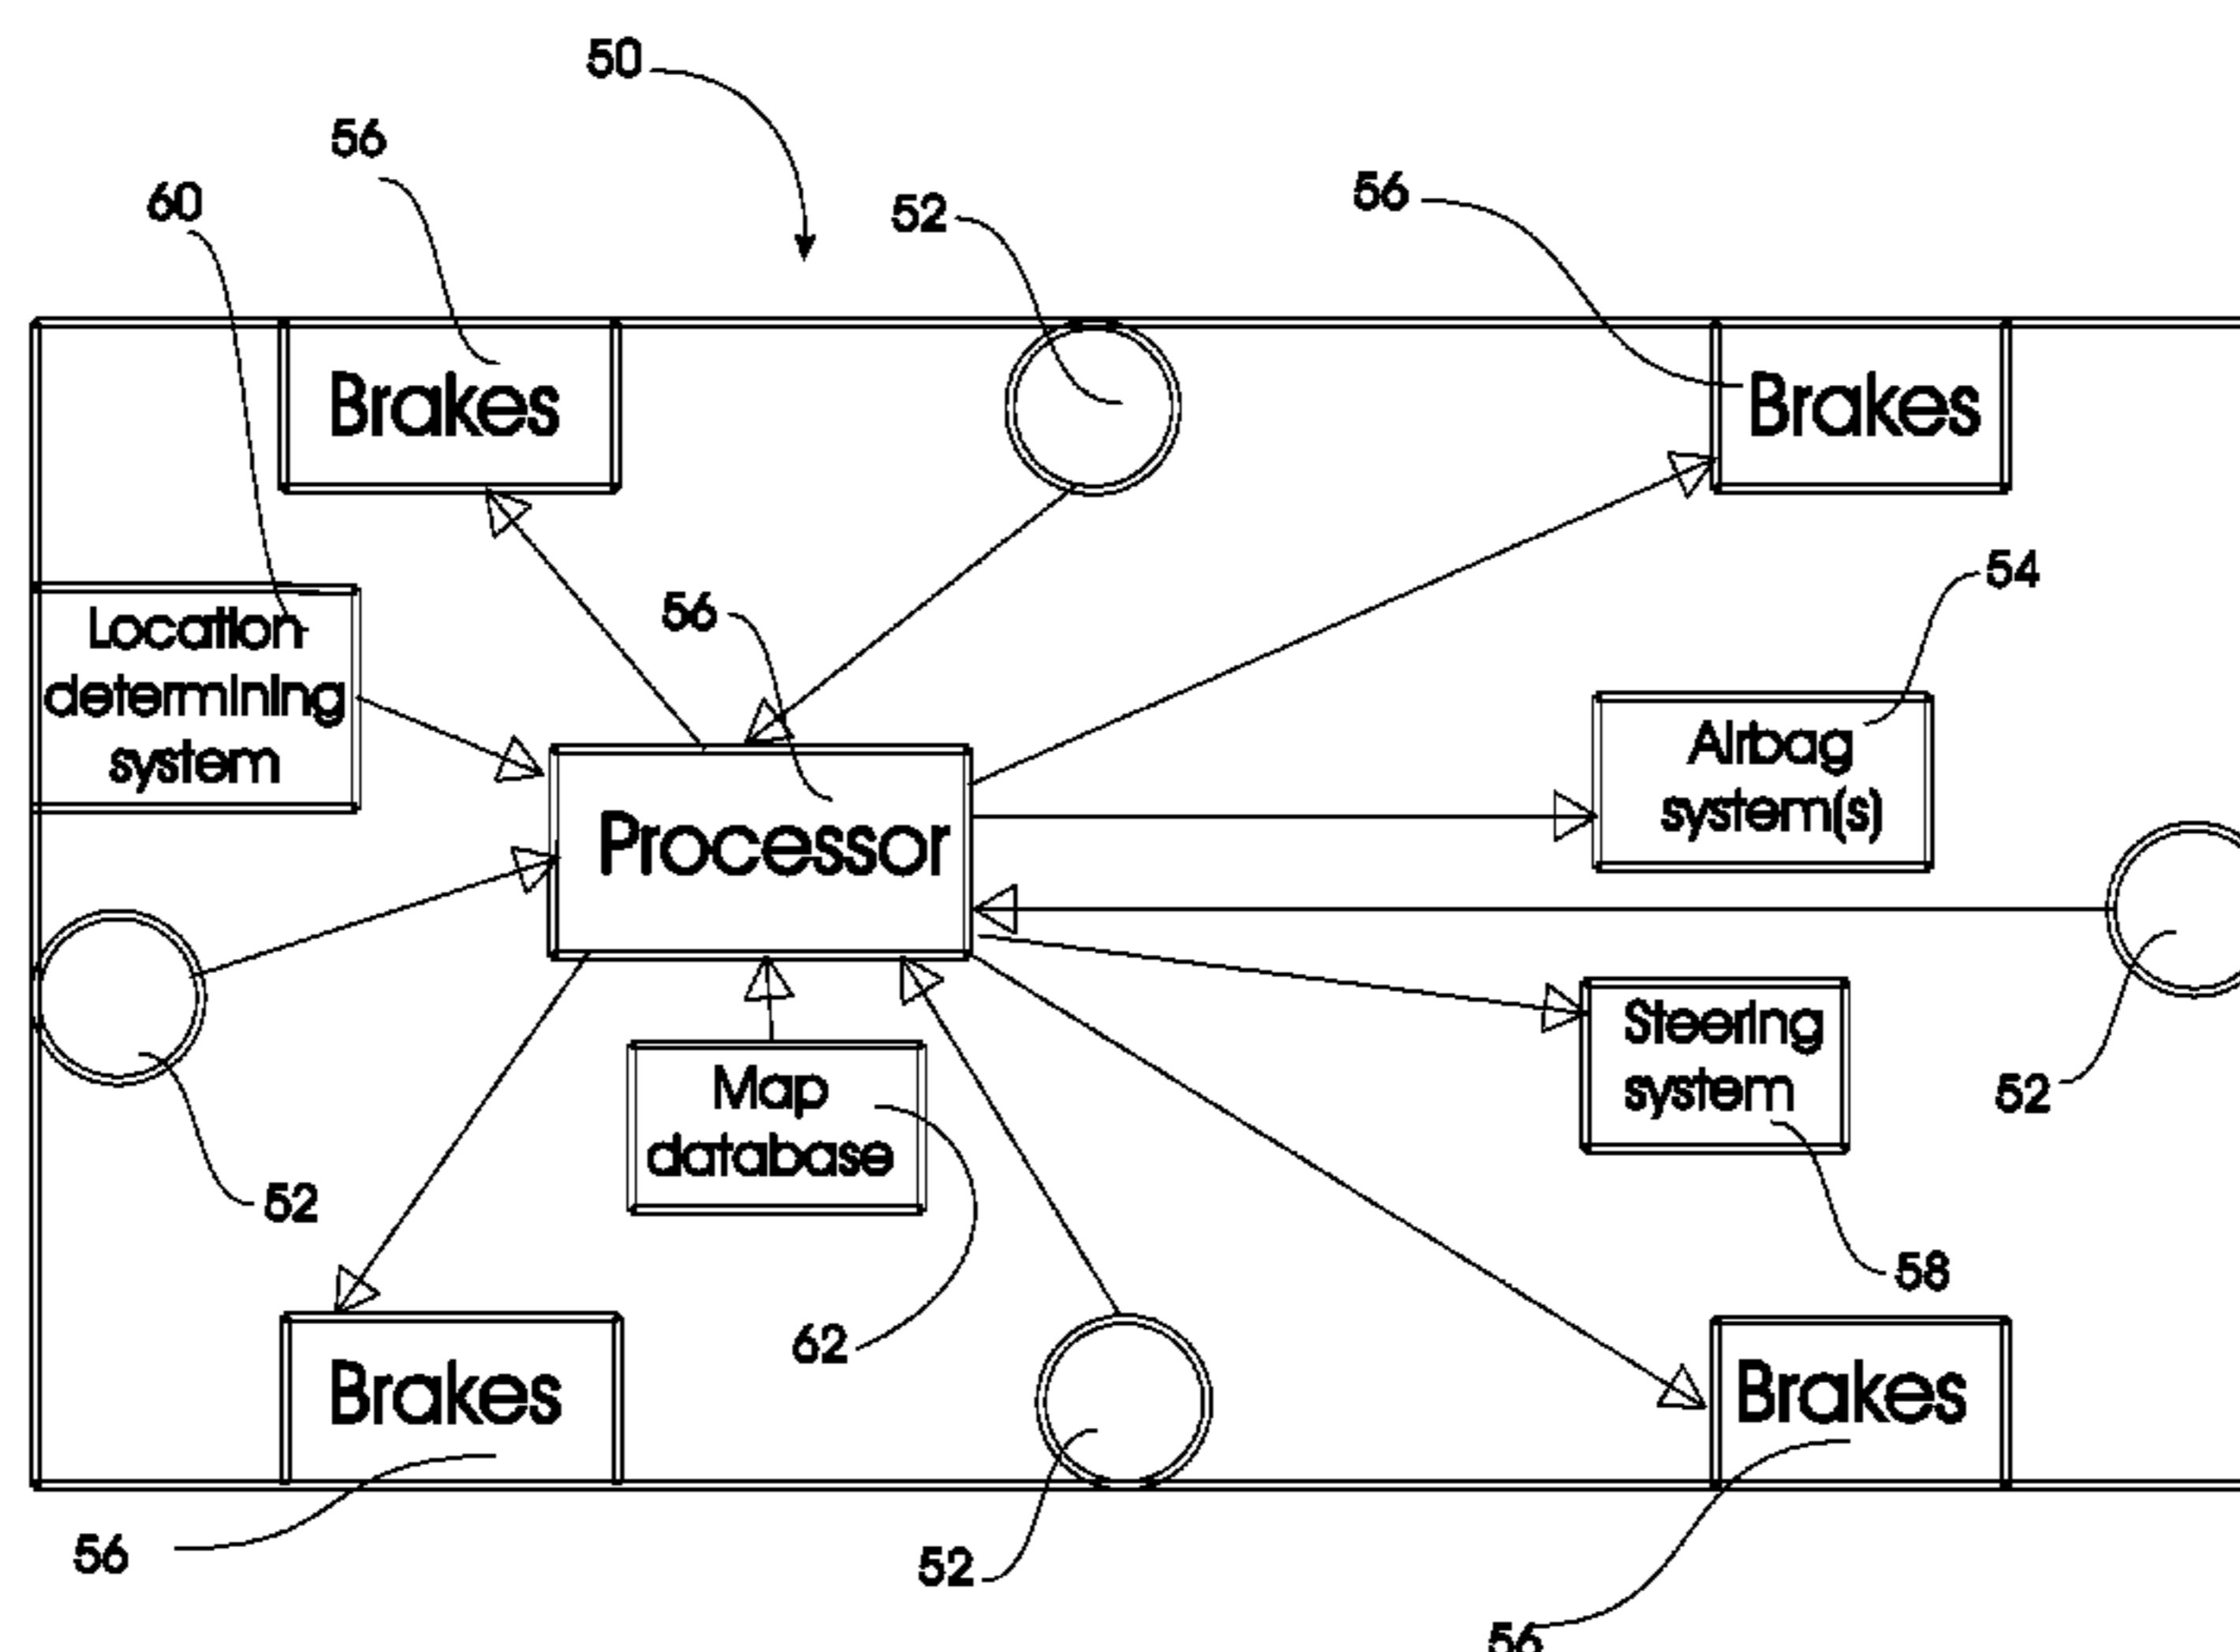 50
56
60
52
56
Brakes
Brakes
54
56
Location
determining
system
Airbag
system(s)
Processor
Steering
system
52
Map
database
52
58
62
Brakes
Brakes
56
52
56